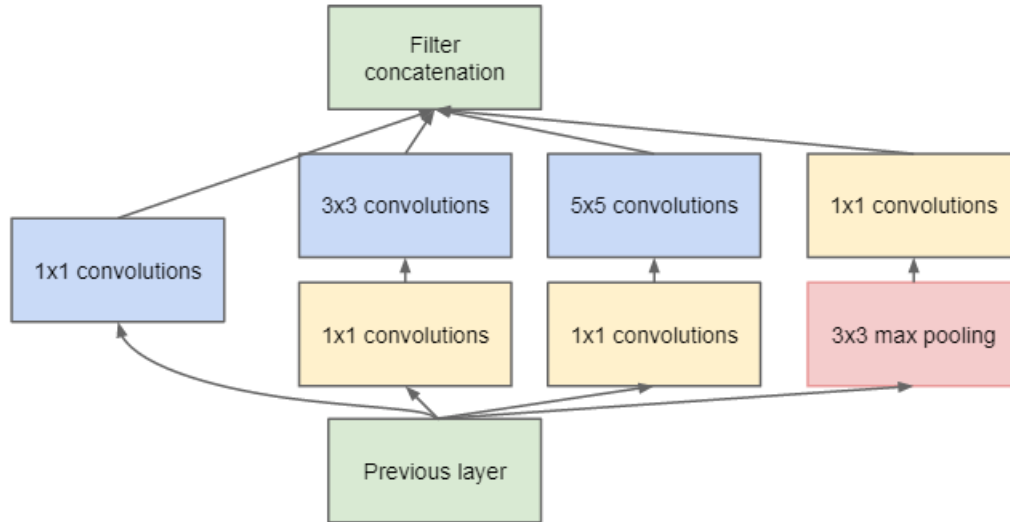 Filter
concatenation
3x3 convolutions
5x5 convolutions
1x1 convolutions
1x1 convolutions
1x1 convolutions
1x1 convolutions
3x3 max pooling
Previous layer